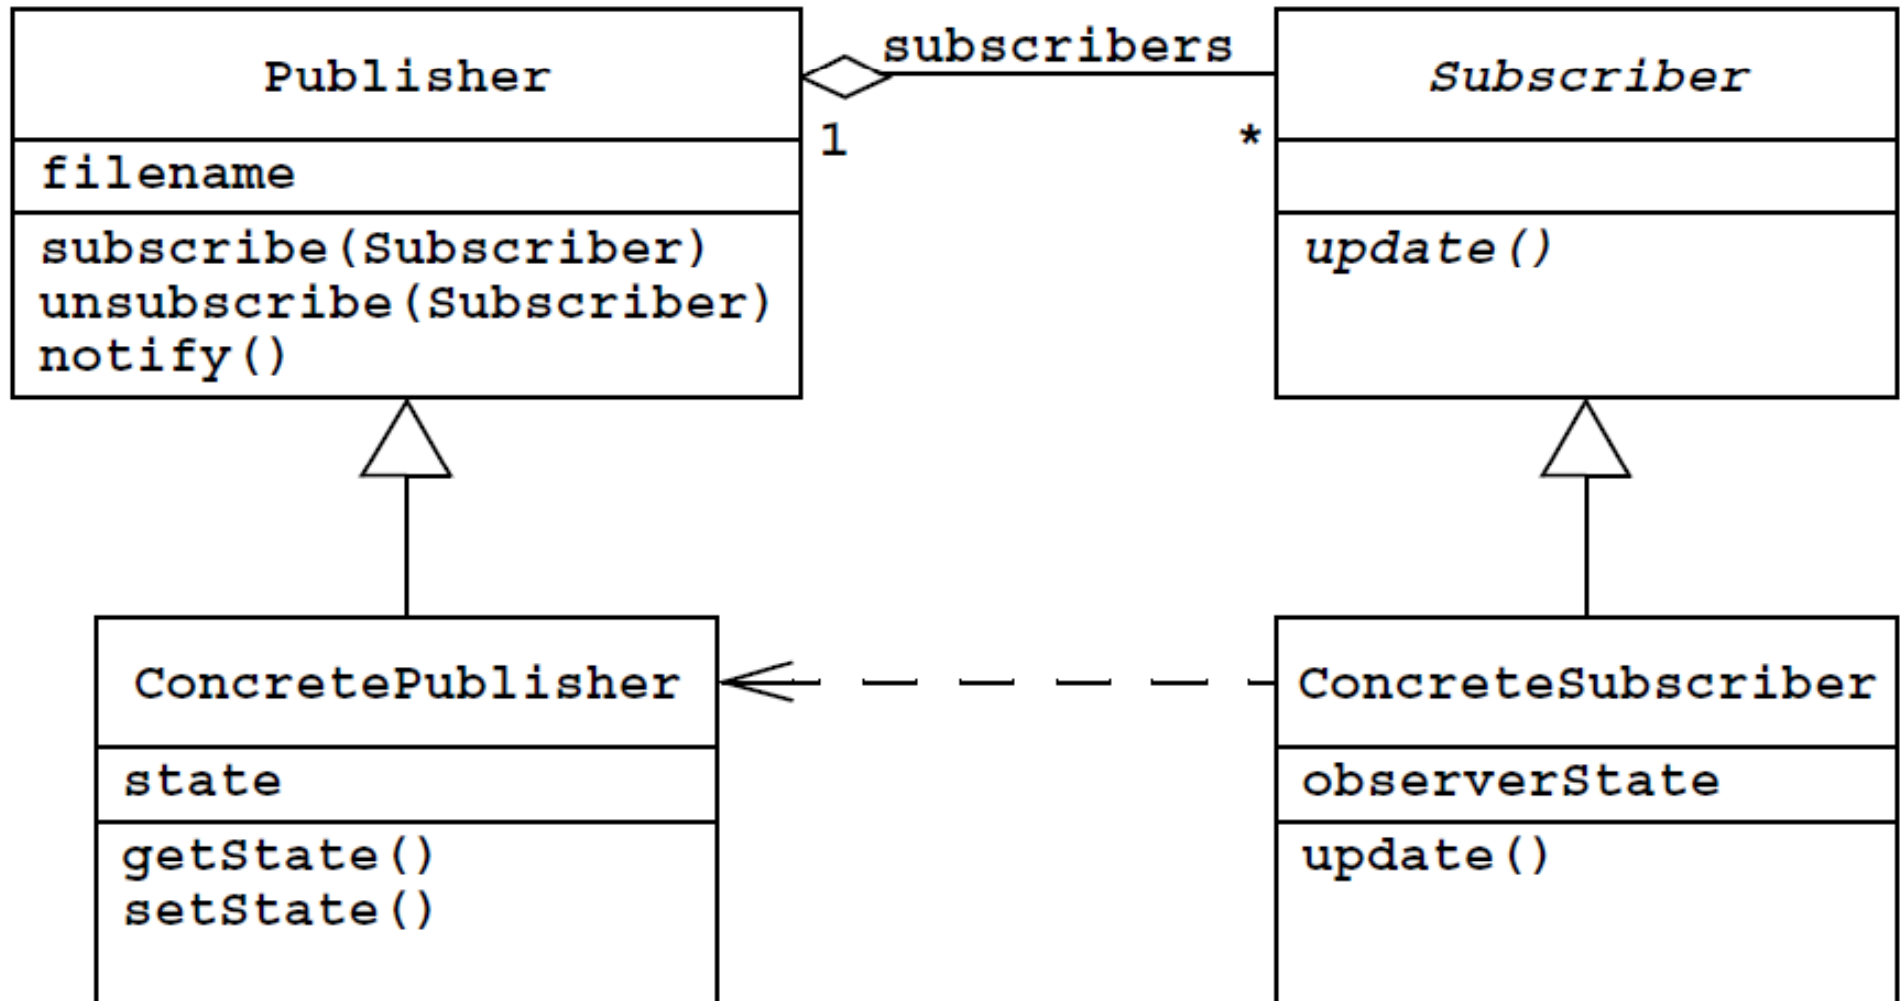 Publisher
filename
subscribe(Subscriber)
unsubscribe(Subscriber)
notify()
subscribers
1
*
Subscriber
update()
ConcretePublisher
state
getState()
setState()
ConcreteSubscriber
observerState
update()